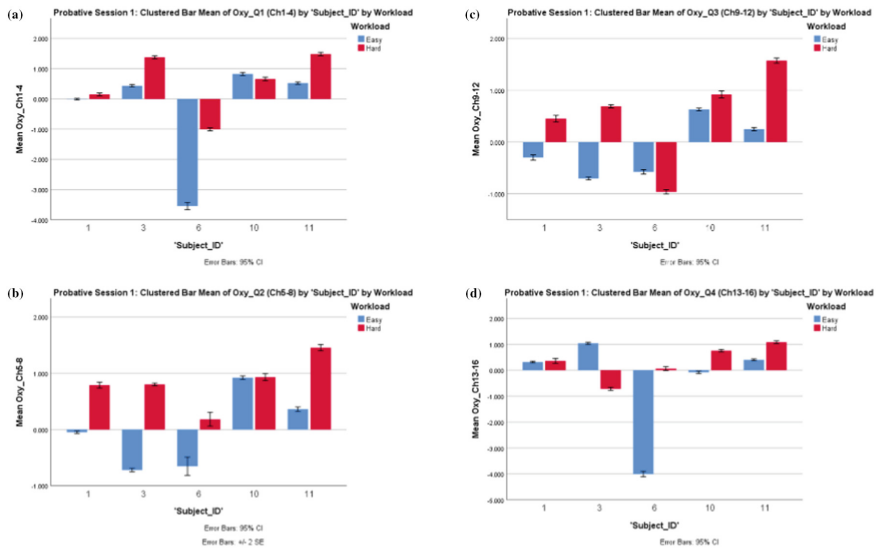 (a)
Probative Session 1: Clustered Bar Mean of Oxy_Q1 (Ch1-4) by 'Subject_ID' by Workload
Workload
Easy
Hard
Mean Oxy_Ch1-4
2.000
1.000
0.000
-1.000
-2.000
-3.000
-4.000
1 3 6 10 11
'Subject_ID'
Error Bars: 95% CI
(b)
Probative Session 1: Clustered Bar Mean of Oxy_Q2 (Ch5-8) by 'Subject_ID' by Workload
Workload
Easy
Hard
Mean Oxy_Ch5-8
2.000
1.000
0.000
-1.000
1 3 6 10 11
'Subject_ID'
Error Bars: 95% CI
Error Bars: +/- 2 SE
(c)
Probative Session 1: Clustered Bar Mean of Oxy_Q3 (Ch9-12) by 'Subject_ID' by Workload
Workload
Easy
Hard
Mean Oxy_Ch9-12
2.000
1.000
0.000
-1.000
1 3 6 10 11
'Subject_ID'
Error Bars: 95% CI
(d)
Probative Session 1: Clustered Bar Mean of Oxy_Q4 (Ch13-16) by 'Subject_ID' by Workload
Workload
Easy
Hard
Mean Oxy_Ch13-16
2.000
1.000
0.000
-1.000
-2.000
-3.000
-4.000
-5.000
1 3 6 10 11
'Subject_ID'
Error Bars: 95% CI